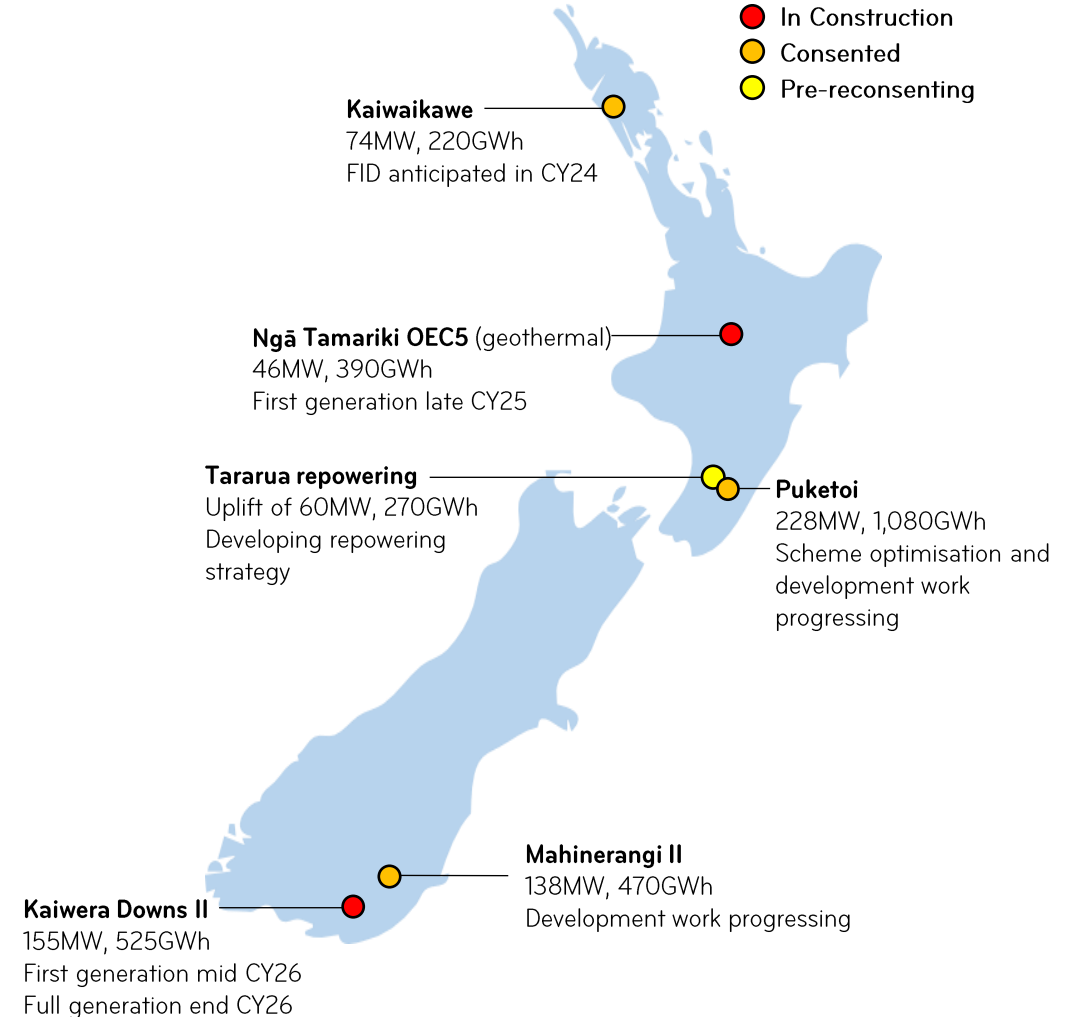 In Construction
Consented
Pre-reconsenting
Kaiwaikawe
74MW, 220GWh
FID anticipated in CY24
Ngā Tamariki OEC5 (geothermal)
46MW, 390GWh
First generation late CY25
Tararua repowering
Uplift of 60MW, 270GWh
Developing repowering
strategy
Puketoi
228MW, 1,080GWh
Scheme optimisation and
development work
progressing
Mahinerangi II
138MW, 470GWh
Development work progressing
Kaiwera Downs II
155MW, 525GWh
First generation mid CY26
Full generation end CY26